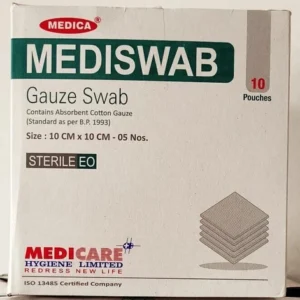 MEDICA
MEDISWAB
Gauze Swab
10
Pouches
Contains Absorbent Cotton Gauze
(Standard as per B.P. 1993)
Size : 10 CM x 10 CM - 05 Nos.
STERILE EO
MEDICARE
HYGIENE LIMITED
REDRESS NEW LIFE
ISO 13485 Certified Company